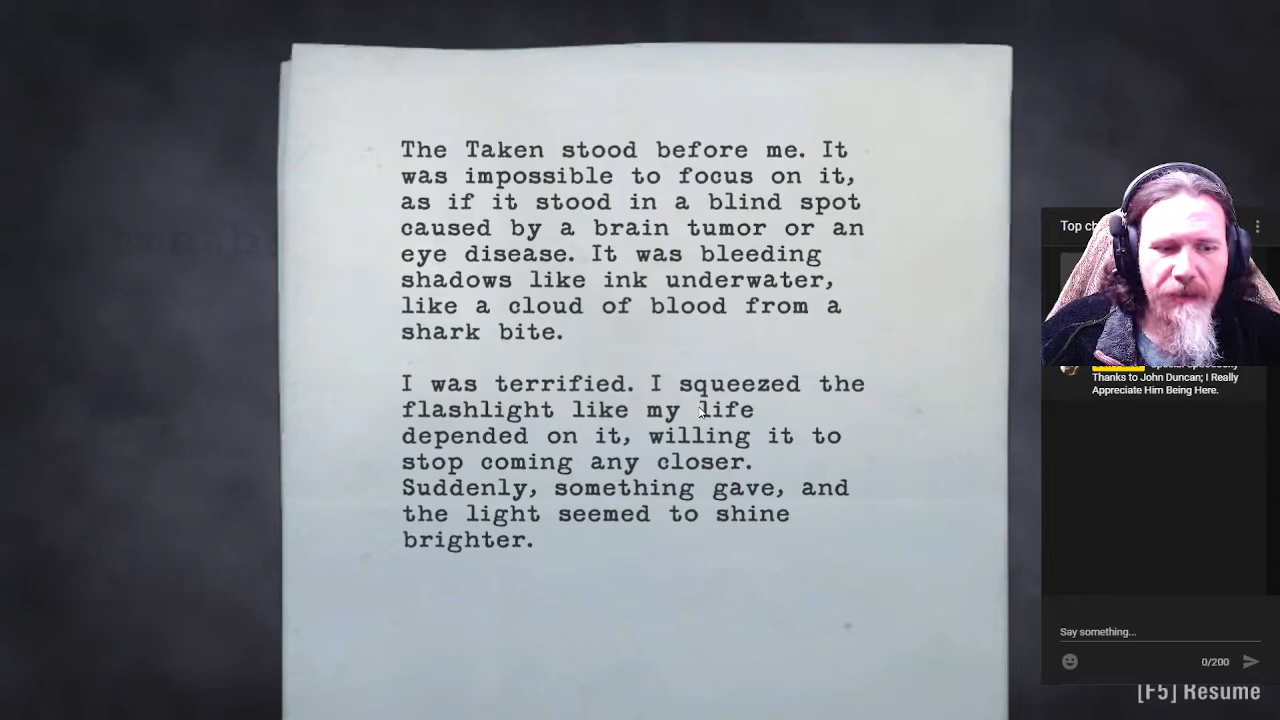 The Taken stood before me. It
was impossible to focus on it,
as if it stood in a blind spot
caused by a brain tumor or an
eye disease. It was bleeding
shadows like ink underwater,
like a cloud of blood from a
shark bite.
I was terrified. I squeezed the
flashlight like my life
depended on it, willing it to
stop coming any closer.
Suddenly, something gave, and
the light seemed to shine
brighter.
Top
Thanks to John Duncan; I Really
Appreciate Him Being Here.
Say something...
0/200
[F5] Resume